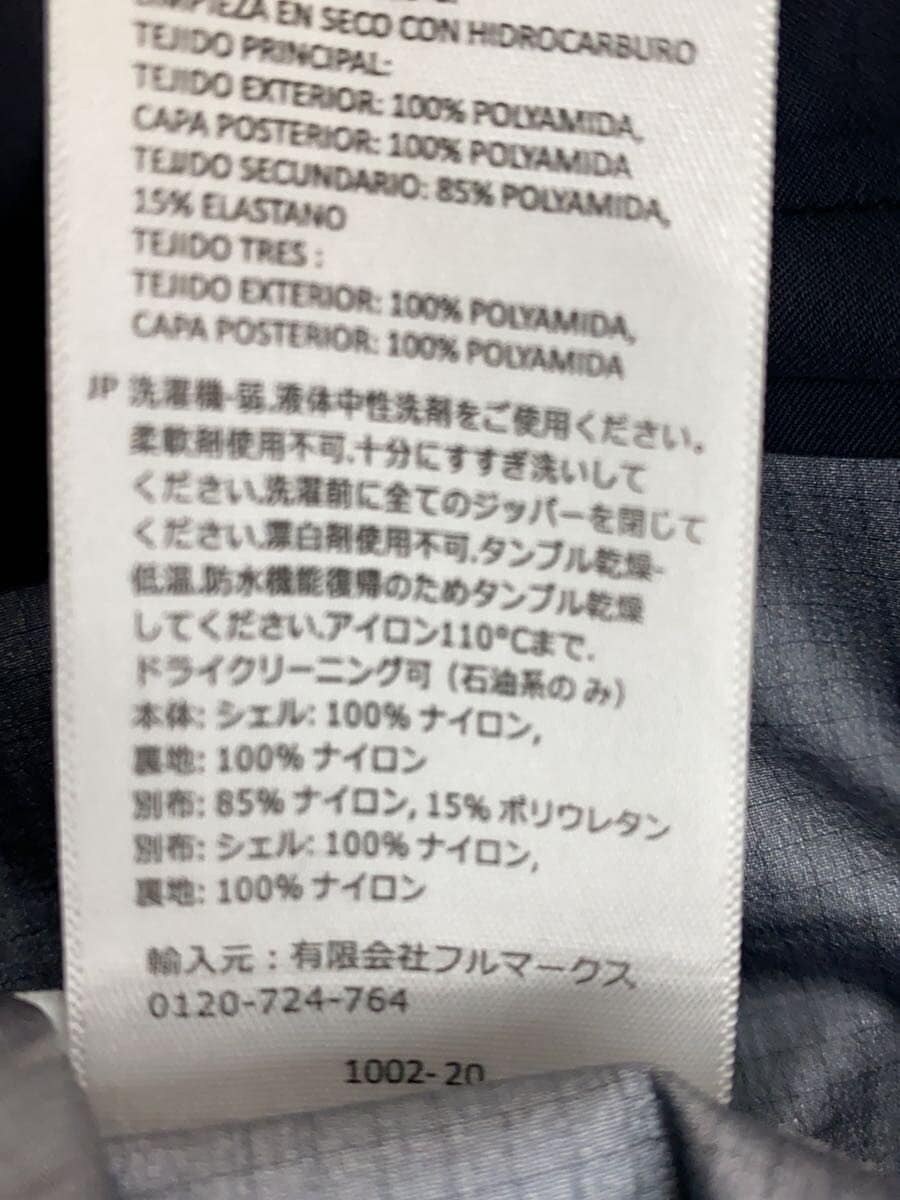 LIMPIEZA EN SECO CON HIDROCARBURO
TEJIDO PRINCIPAL:
TEJIDO EXTERIOR: 100% POLYAMIDA,
CAPA POSTERIOR: 100% POLYAMIDA
TEJIDO SECUNDARIO: 85% POLYAMIDA,
15% ELASTANO
TEJIDO TRES :
TEJIDO EXTERIOR: 100% POLYAMIDA,
CAPA POSTERIOR: 100% POLYAMIDA
JP 洗濯機-弱.液体中性洗剤をご使用ください。
柔軟剤使用不可.十分にすすぎ洗いして
ください.洗濯前に全てのジッパーを閉じて
ください.漂白剤使用不可.タンブル乾燥-
低温.防水機能復帰のためタンブル乾燥
してください.アイロン110°Cまで.
ドライクリーニング可 (石油系のみ)
本体: シェル: 100% ナイロン,
裏地: 100% ナイロン
別布: 85% ナイロン, 15% ポリウレタン
別布: シェル: 100% ナイロン,
裏地: 100% ナイロン
輸入元：有限会社フルマークス
0120-724-764
1002-20